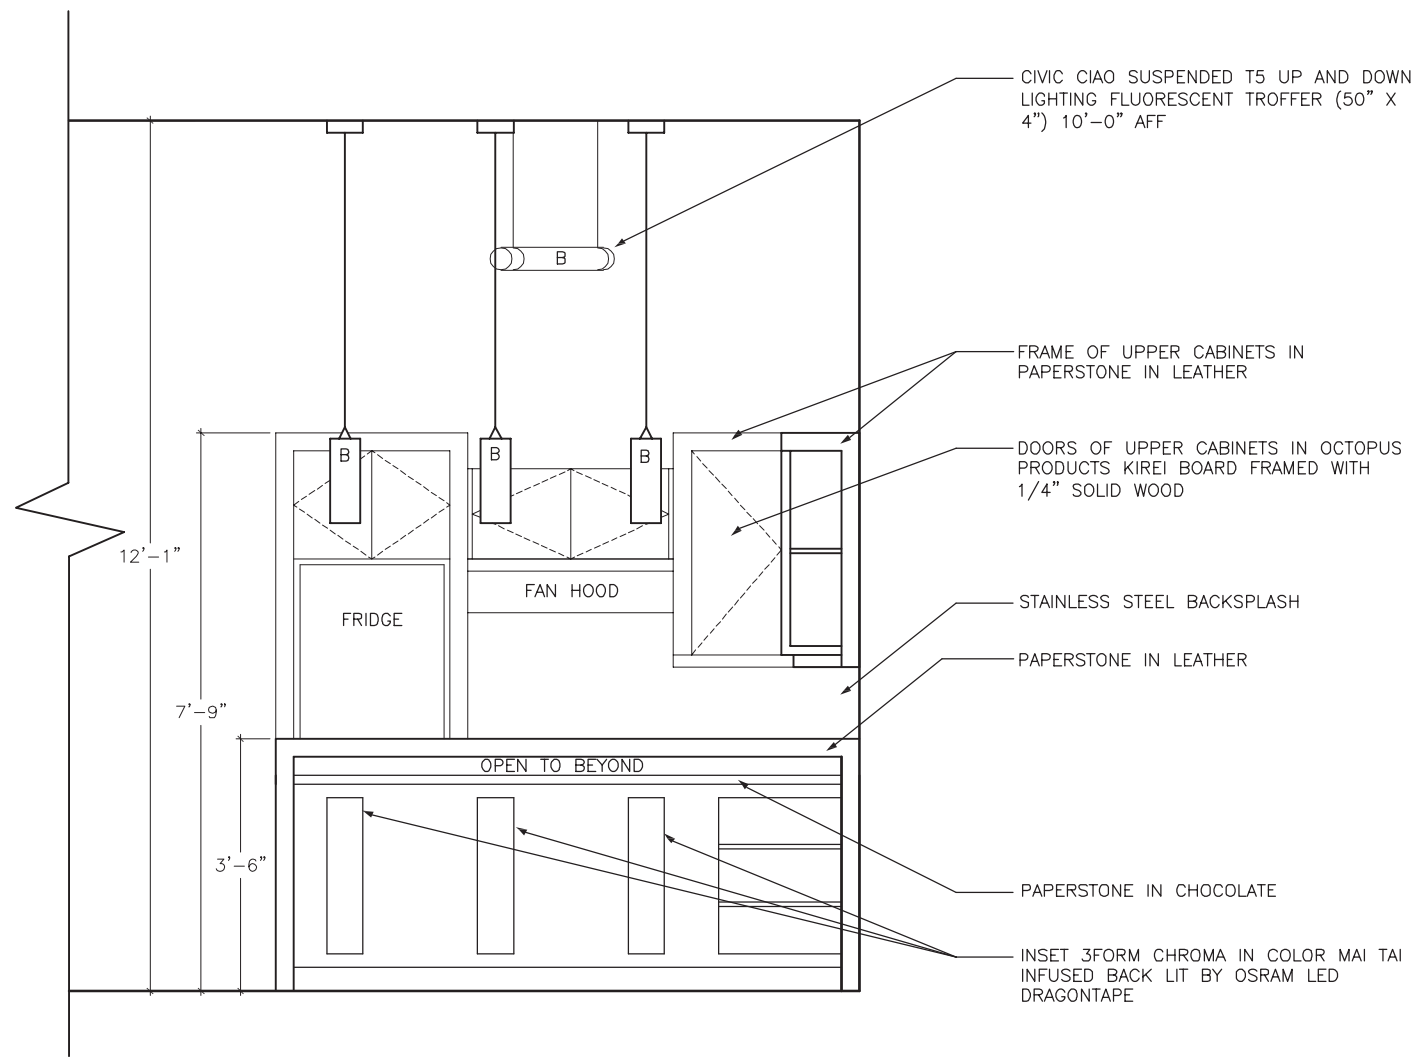 CIVIC CIAO SUSPENDED T5 UP AND DOWN
LIGHTING FLUORESCENT TROFFER (50” X
4”) 10’-0” AFF
B
FRAME OF UPPER CABINETS IN
PAPERSTONE IN LEATHER
B
B
B
DOORS OF UPPER CABINETS IN OCTOPUS
PRODUCTS KIREI BOARD FRAMED WITH
1/4” SOLID WOOD
12’-1”
FAN HOOD
FRIDGE
STAINLESS STEEL BACKSPLASH
PAPERSTONE IN LEATHER
7’-9”
OPEN TO BEYOND
3’-6”
PAPERSTONE IN CHOCOLATE
INSET 3FORM CHROMA IN COLOR MAI TAI
INFUSED BACK LIT BY OSRAM LED
DRAGONTAPE